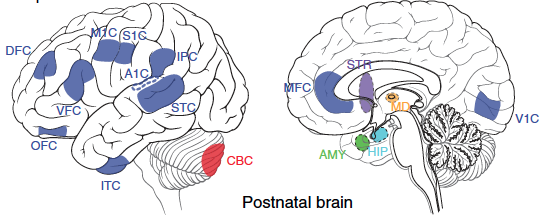 M1C S1C
DFC
IPC
A1C
VFC
STC
OFC
CBC
ITC
STR
MFC
MD
V1C
AMY
HIP
Postnatal brain